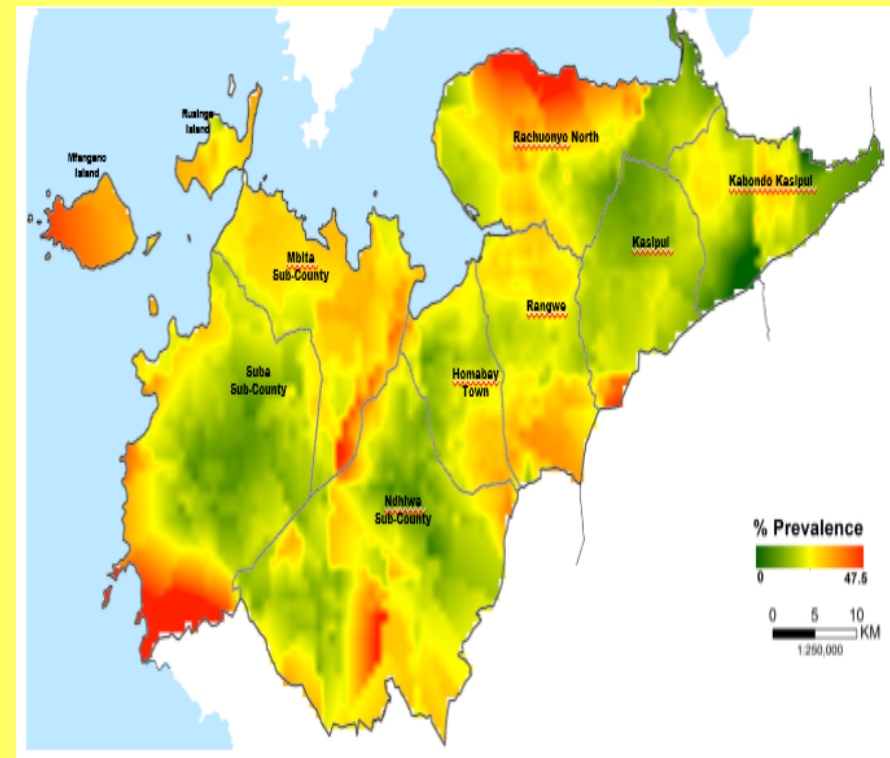 Rusinga
Island
Mfangano
Island
Rachuonyo North
Kabondo Kasipul
Kasipul
Mbita
Sub-County
Rangwe
Suba
Sub-County
Homabay
Town
Ndhiwa
Sub-County
% Prevalence
0 47.5
0 5 10
KM
1:250,000